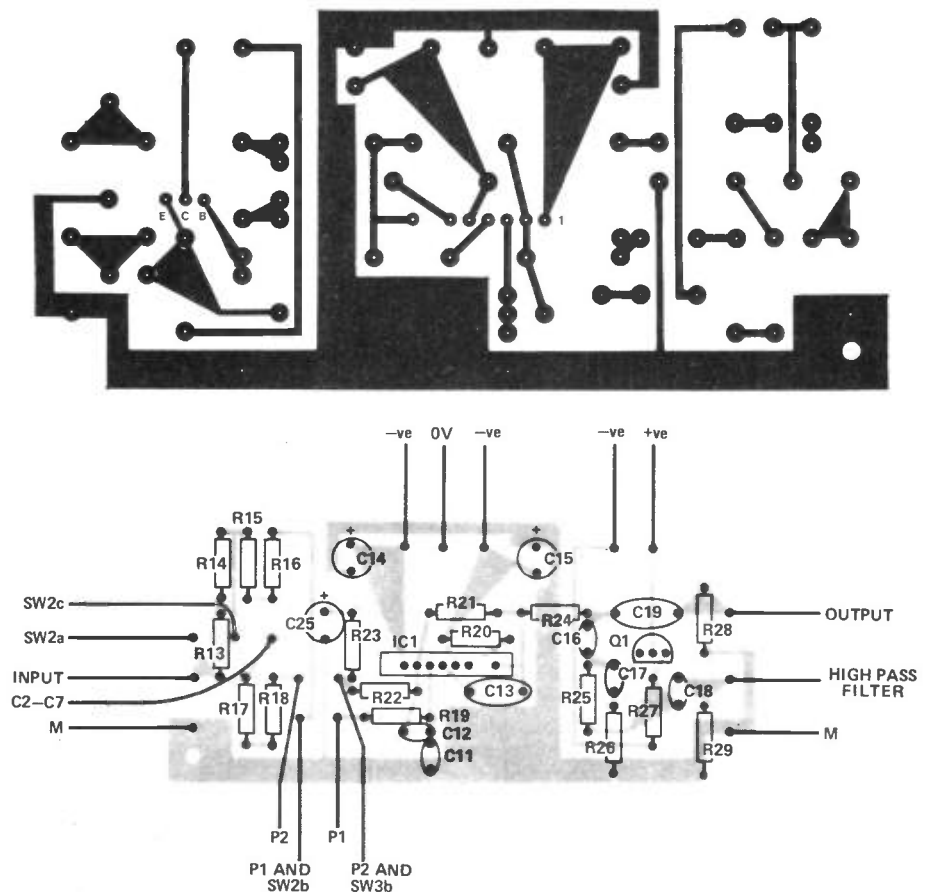 E C B
1
–ve 0V –ve –ve +ve
R15
+ +
R14 R16 C14 C15
SW2c
+
R21 R24 C19
C25 R23 C16 R28 OUTPUT
SW2a
R13 IC1 R20 Q1
INPUT
C17 HIGH PASS
FILTER
C2–C7
R17 R18 R22 C13 R25 R27 C18
M
R19
C12
C11
R26 R29 M
P2 P1
P1 AND
SW2b
P2 AND
SW3b